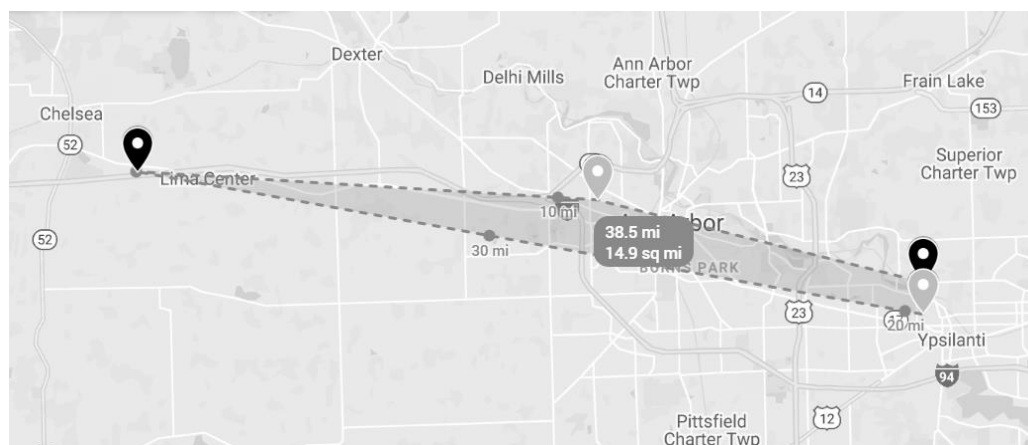 Dexter
Ann Arbor
Charter Twp
Delhi Mills
Frain Lake
14
153
Chelsea
52
Superior
Charter Twp
23
Lima Center
10 mi
Arbor
38.5 mi
14.9 sq mi
52
30 mi
BURNS PARK
23
20 mi
Ypsilanti
94
12
Pittsfield
Charter Twp